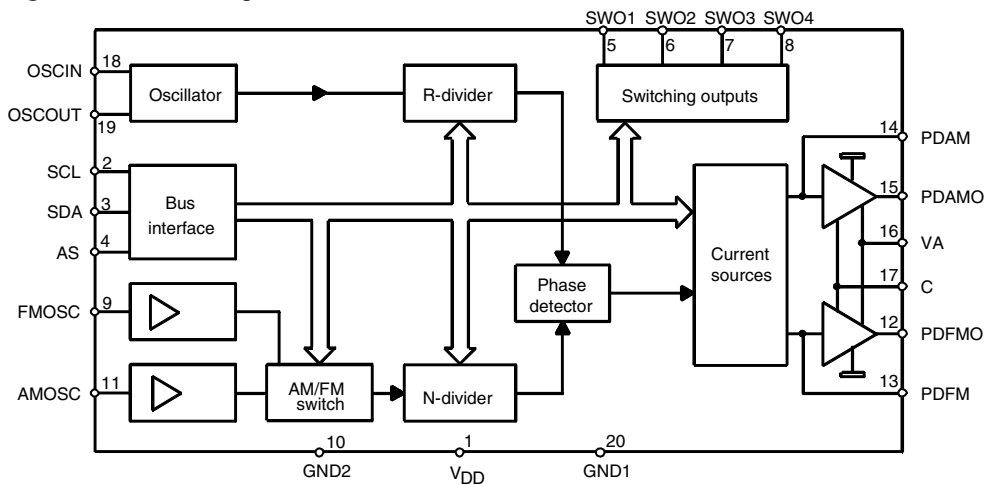 SWO1 SWO2 SWO3 SWO4
5 6 7 8
18
OSCIN
OSCOUT
19
Oscillator
R-divider
Switching outputs
14
PDAM
SCL
2
SDA
3
AS
4
Bus
interface
15
PDAMO
16
VA
17
C
Current
sources
Phase
detector
FMOSC
9
12
PDFMO
AMOSC
11
AM/FM
switch
N-divider
13
PDFM
10
GND2
1
VDD
20
GND1